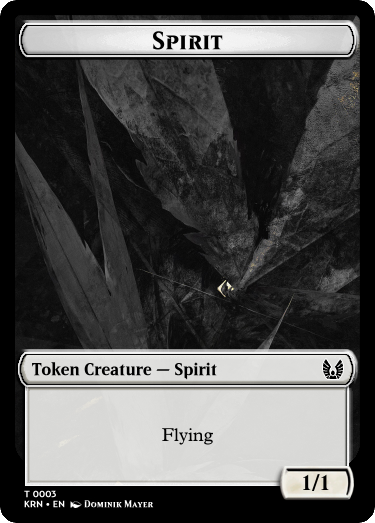 Spirit
Token Creature — Spirit
Flying
1/1
T 0003
KRN • EN Dominik Mayer